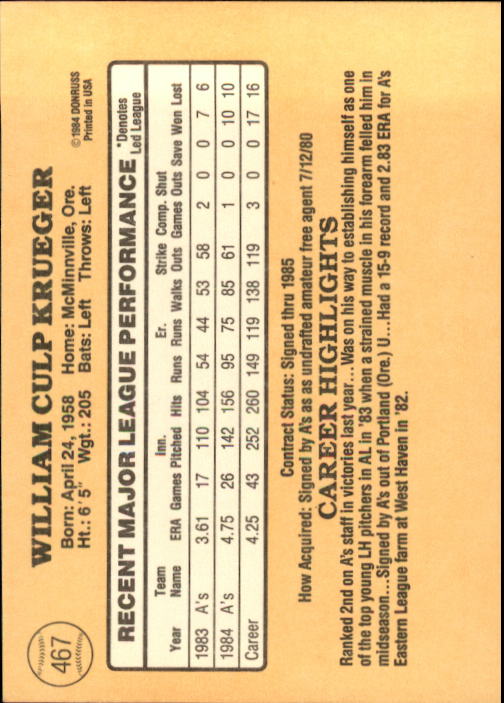 467
WILLIAM CULP KRUEGER
Born: April 24, 1958 Home: McMinnville, Ore.
Ht.: 6'5" Wgt.: 205 Bats: Left Throws: Left
© 1984 DONRUSS
Printed in USA
RECENT MAJOR LEAGUE PERFORMANCE *Denotes Led League
Team Inn. Er. Strike Comp. Shut
Year Name ERA Games Pitched Hits Runs Runs Walks Outs Games Outs Save Won Lost
1983 A's 3.61 17 110 104 54 44 53 58 2 0 0 7 6
1984 A's 4.75 26 142 156 95 75 85 61 1 0 0 10 10
Career 4.25 43 252 260 149 119 138 119 3 0 0 17 16
Contract Status: Signed thru 1985
How Acquired: Signed by A's as as undrafted amateur free agent 7/12/80
CAREER HIGHLIGHTS
Ranked 2nd on A's staff in victories last year...Was on his way to establishing himself as one
of the top young LH pitchers in AL in '83 when a strained muscle in his forearm felled him in
midseason...Signed by A's out of Portland (Ore.) U...Had a 15-9 record and 2.83 ERA for A's
Eastern League farm at West Haven in '82.